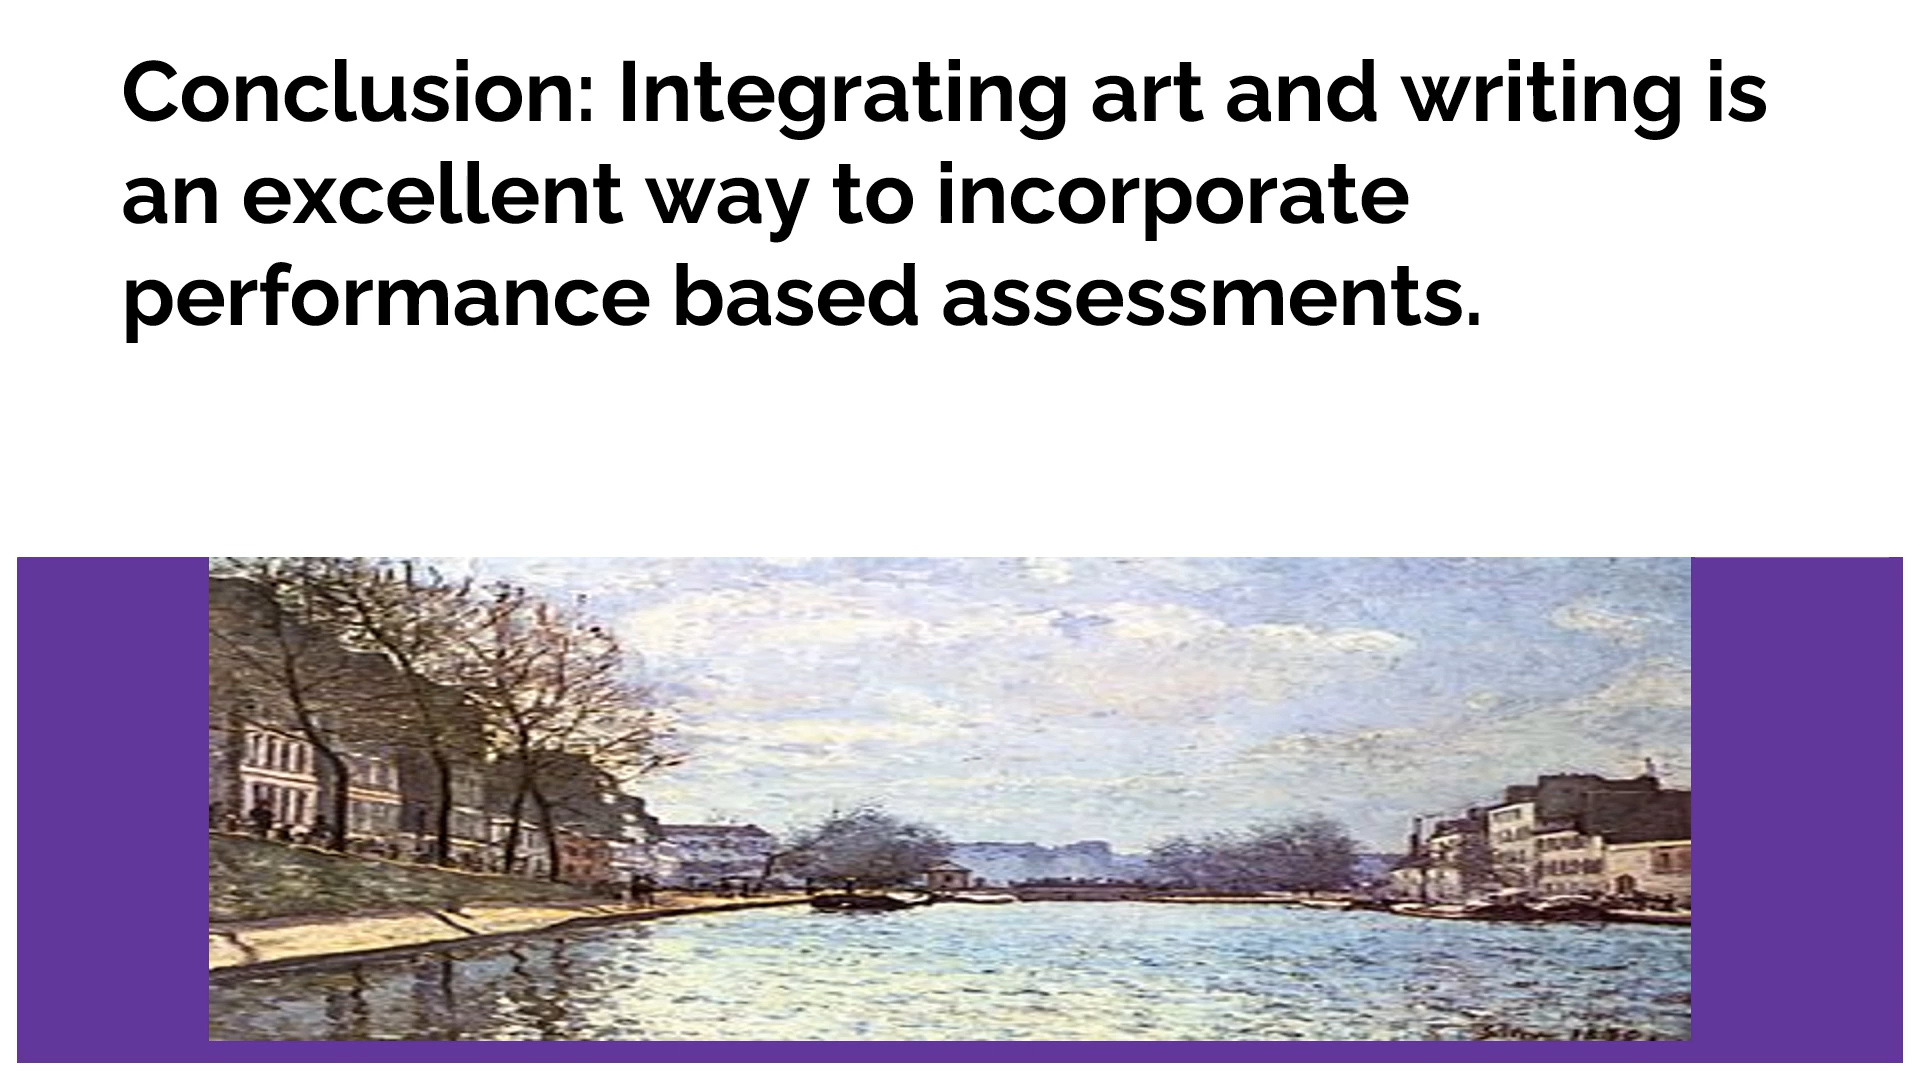 Conclusion: Integrating art and writing is
an excellent way to incorporate
performance based assessments.